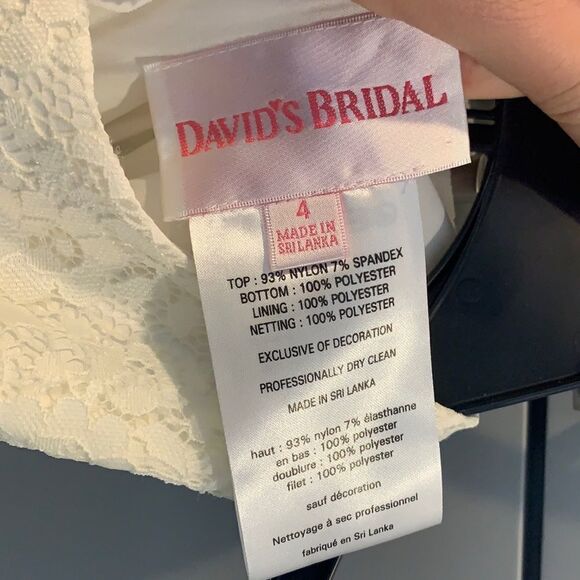 DAVID'S BRIDAL
4
MADE IN
SRI LANKA
TOP : 93% NYLON 7% SPANDEX
BOTTOM : 100% POLYESTER
LINING : 100% POLYESTER
NETTING : 100% POLYESTER
EXCLUSIVE OF DECORATION
PROFESSIONALLY DRY CLEAN
MADE IN SRI LANKA
haut : 93% nylon 7% élasthanne
en bas : 100% polyester
doublure : 100% polyester
filet : 100% polyester
sauf décoration
Nettoyage à sec professionnel
fabriqué en Sri Lanka